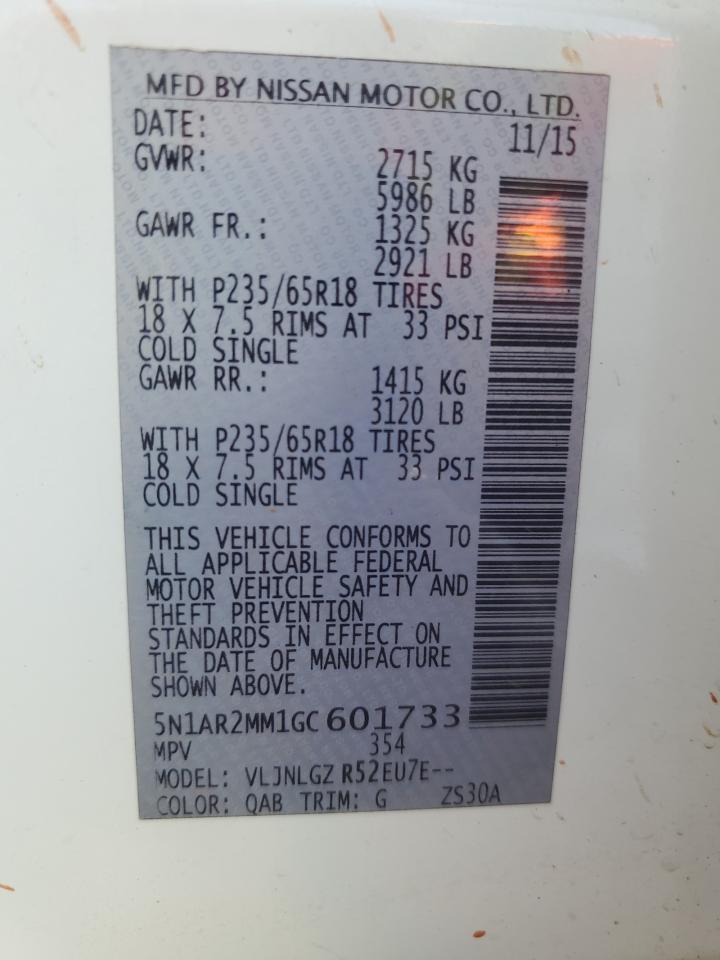 MFD BY NISSAN MOTOR CO., LTD.
DATE: 11/15
GVWR: 2715 KG
5986 LB
GAWR FR.: 1325 KG
2921 LB
WITH P235/65R18 TIRES
18 X 7.5 RIMS AT 33 PSI
COLD SINGLE
GAWR RR.: 1415 KG
3120 LB
WITH P235/65R18 TIRES
18 X 7.5 RIMS AT 33 PSI
COLD SINGLE
THIS VEHICLE CONFORMS TO
ALL APPLICABLE FEDERAL
MOTOR VEHICLE SAFETY AND
THEFT PREVENTION
STANDARDS IN EFFECT ON
THE DATE OF MANUFACTURE
SHOWN ABOVE.
5N1AR2MM1GC601733
MPV 354
MODEL: VLJNLGZ R52EU7E--
COLOR: QAB TRIM: G ZS30A